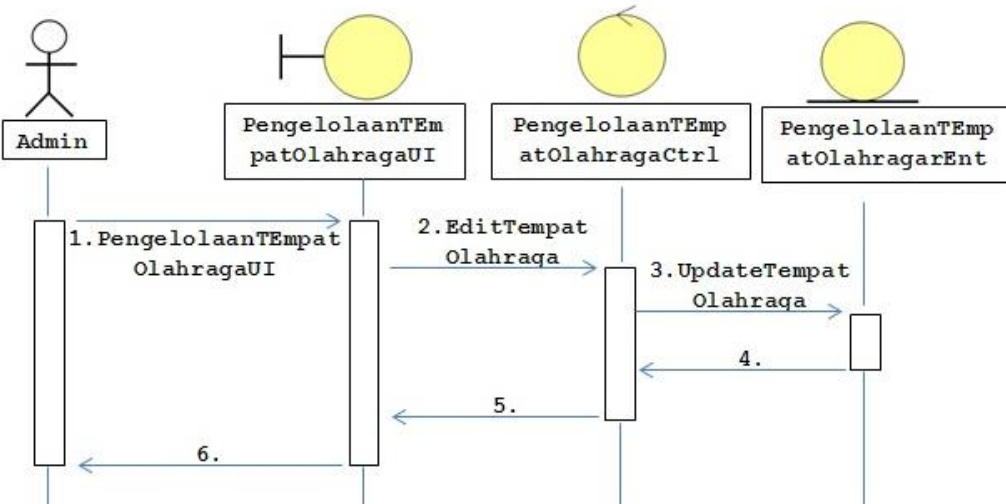 Admin
PengelolaanTEm
patOlahragaUI
PengelolaanTEmp
atOlahragaCtrl
PengelolaanTEmp
atOlahragarEnt
1.PengelolaanTEmpat
OlahragaUI
2.EditTempat
Olahraga
3.UpdateTempat
Olahraga
4.
5.
6.